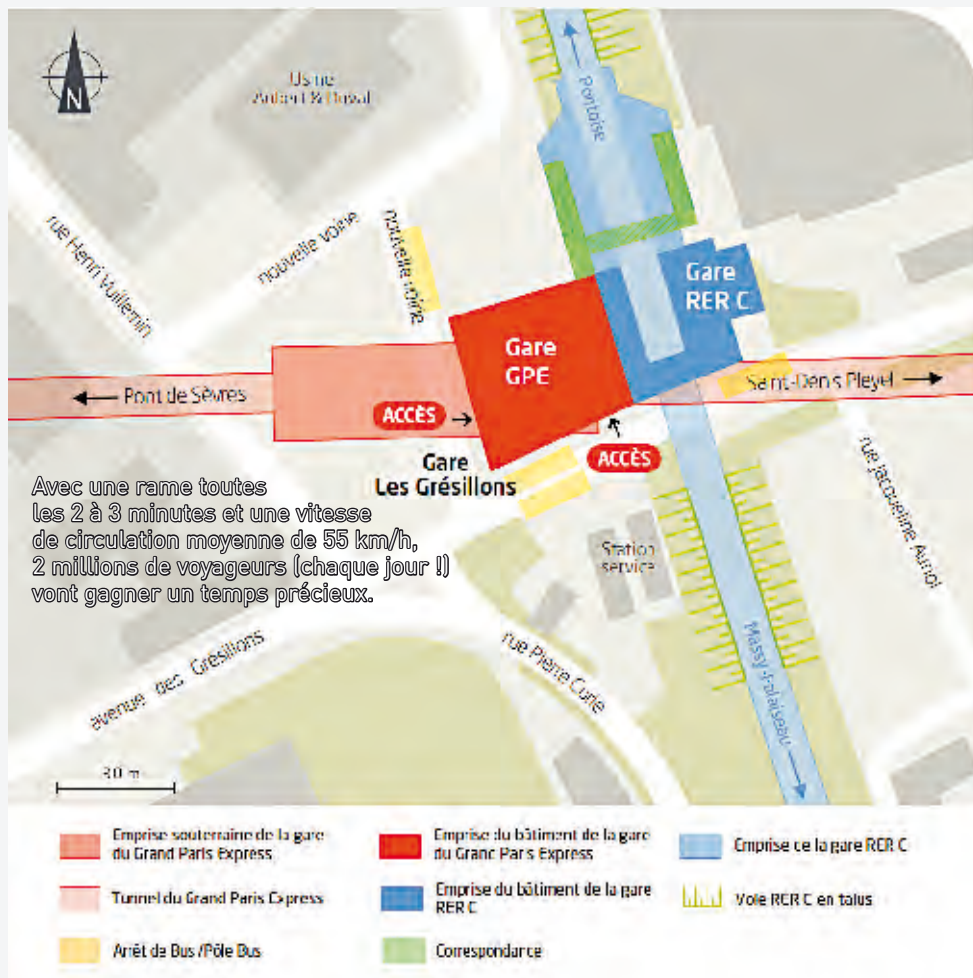 N
Usine
Aubert & Duval
Pontoise
rue Henri Vuillemin
nouvelle voirie
nouvelle voirie
Gare
RER C
Gare
GPE
Pont de Sèvres
Saint-Denis Pleyel
ACCÈS
ACCÈS
Gare
Les Grésillons
Avec une rame toutes
les 2 à 3 minutes et une vitesse
de circulation moyenne de 55 km/h,
2 millions de voyageurs (chaque jour !)
vont gagner un temps précieux.
Station
service
rue Jacqueline Auriol
avenue des Grésillons
rue Pierre Curie
Massy-Palaiseau
30 m
Emprise souterraine de la gare
du Grand Paris Express
Emprise du bâtiment de la gare
du Grand Paris Express
Emprise de la gare RER C
Tunnel du Grand Paris Express
Emprise du bâtiment de la gare
RER C
Voie RER C en talus
Arrêt de Bus /Pôle Bus
Correspondance